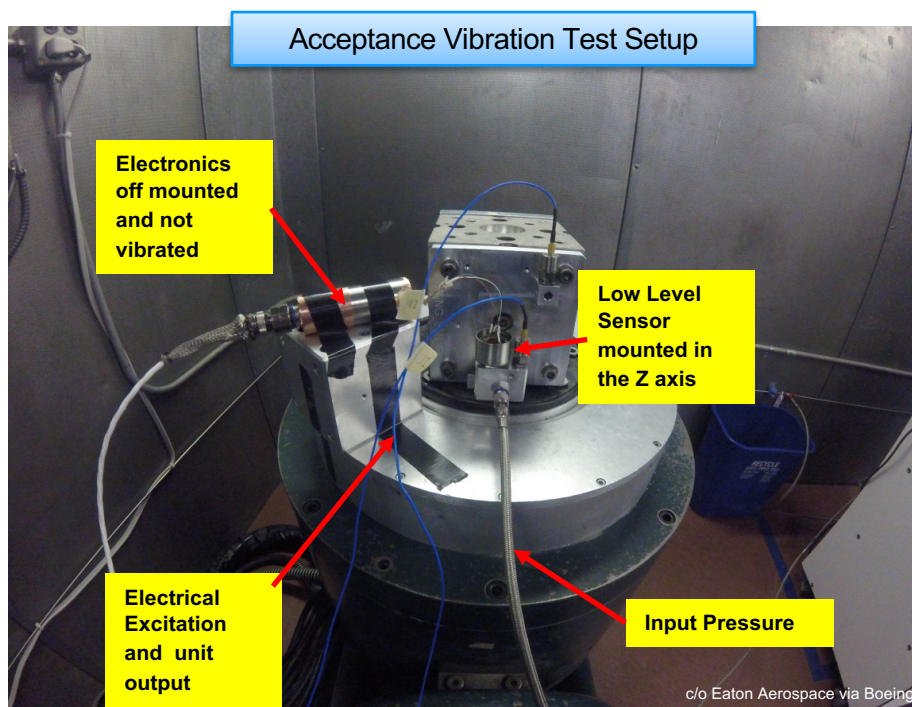 Acceptance Vibration Test Setup
Electronics
off mounted
and not
vibrated
Low Level
Sensor
mounted in
the Z axis
RECYCLE
Electrical
Excitation
and unit
output
Input Pressure
c/o Eaton Aerospace via Boeing